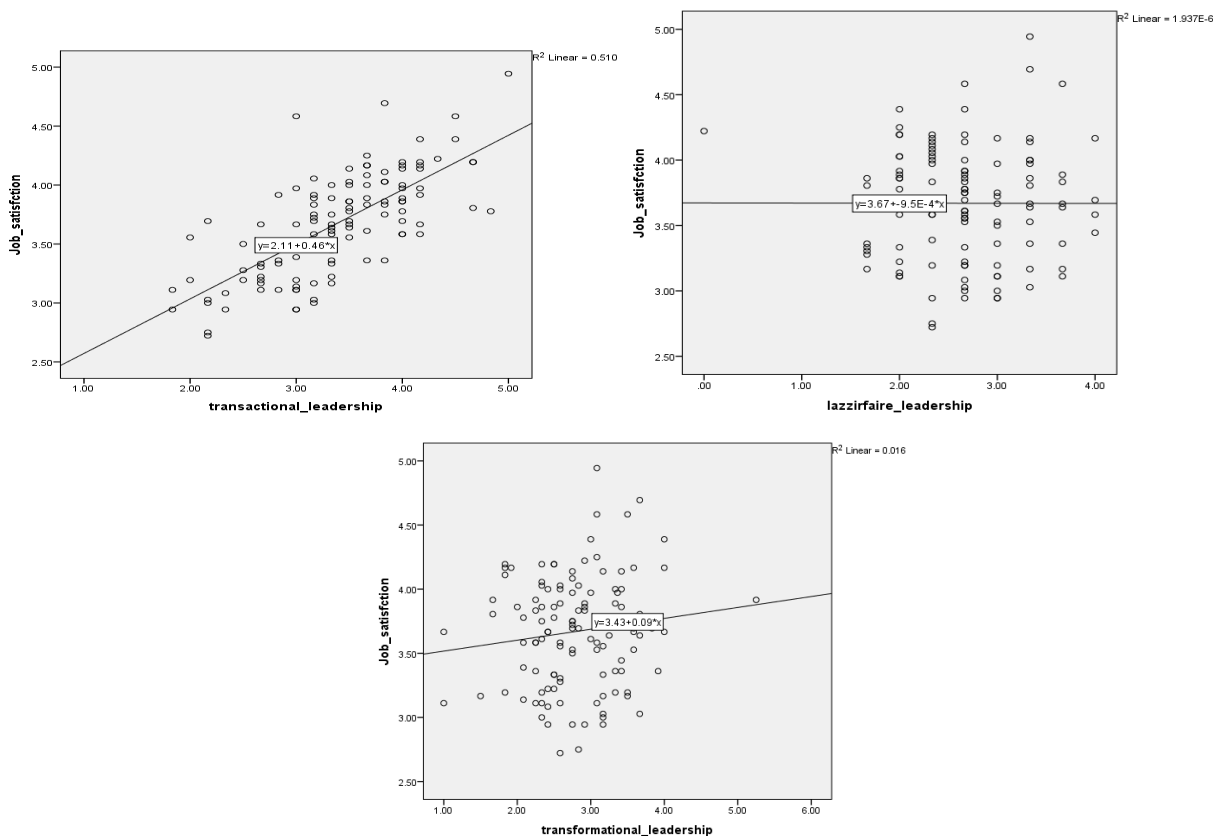 R2 Linear = 0.510
5.00
4.50
4.00
3.50
3.00
2.50
Job_satisfction
y=2.11+0.46*x
1.00 2.00 3.00 4.00 5.00
transactional_leadership
R2 Linear = 1.937E-6
5.00
4.50
4.00
3.50
3.00
2.50
Job_satisfction
y=3.67+-9.5E-4*x
.00 1.00 2.00 3.00 4.00
lazzirfaire_leadership
R2 Linear = 0.016
5.00
4.50
4.00
3.50
3.00
2.50
Job_satisfction
y=3.43+0.09*x
1.00 2.00 3.00 4.00 5.00 6.00
transformational_leadership